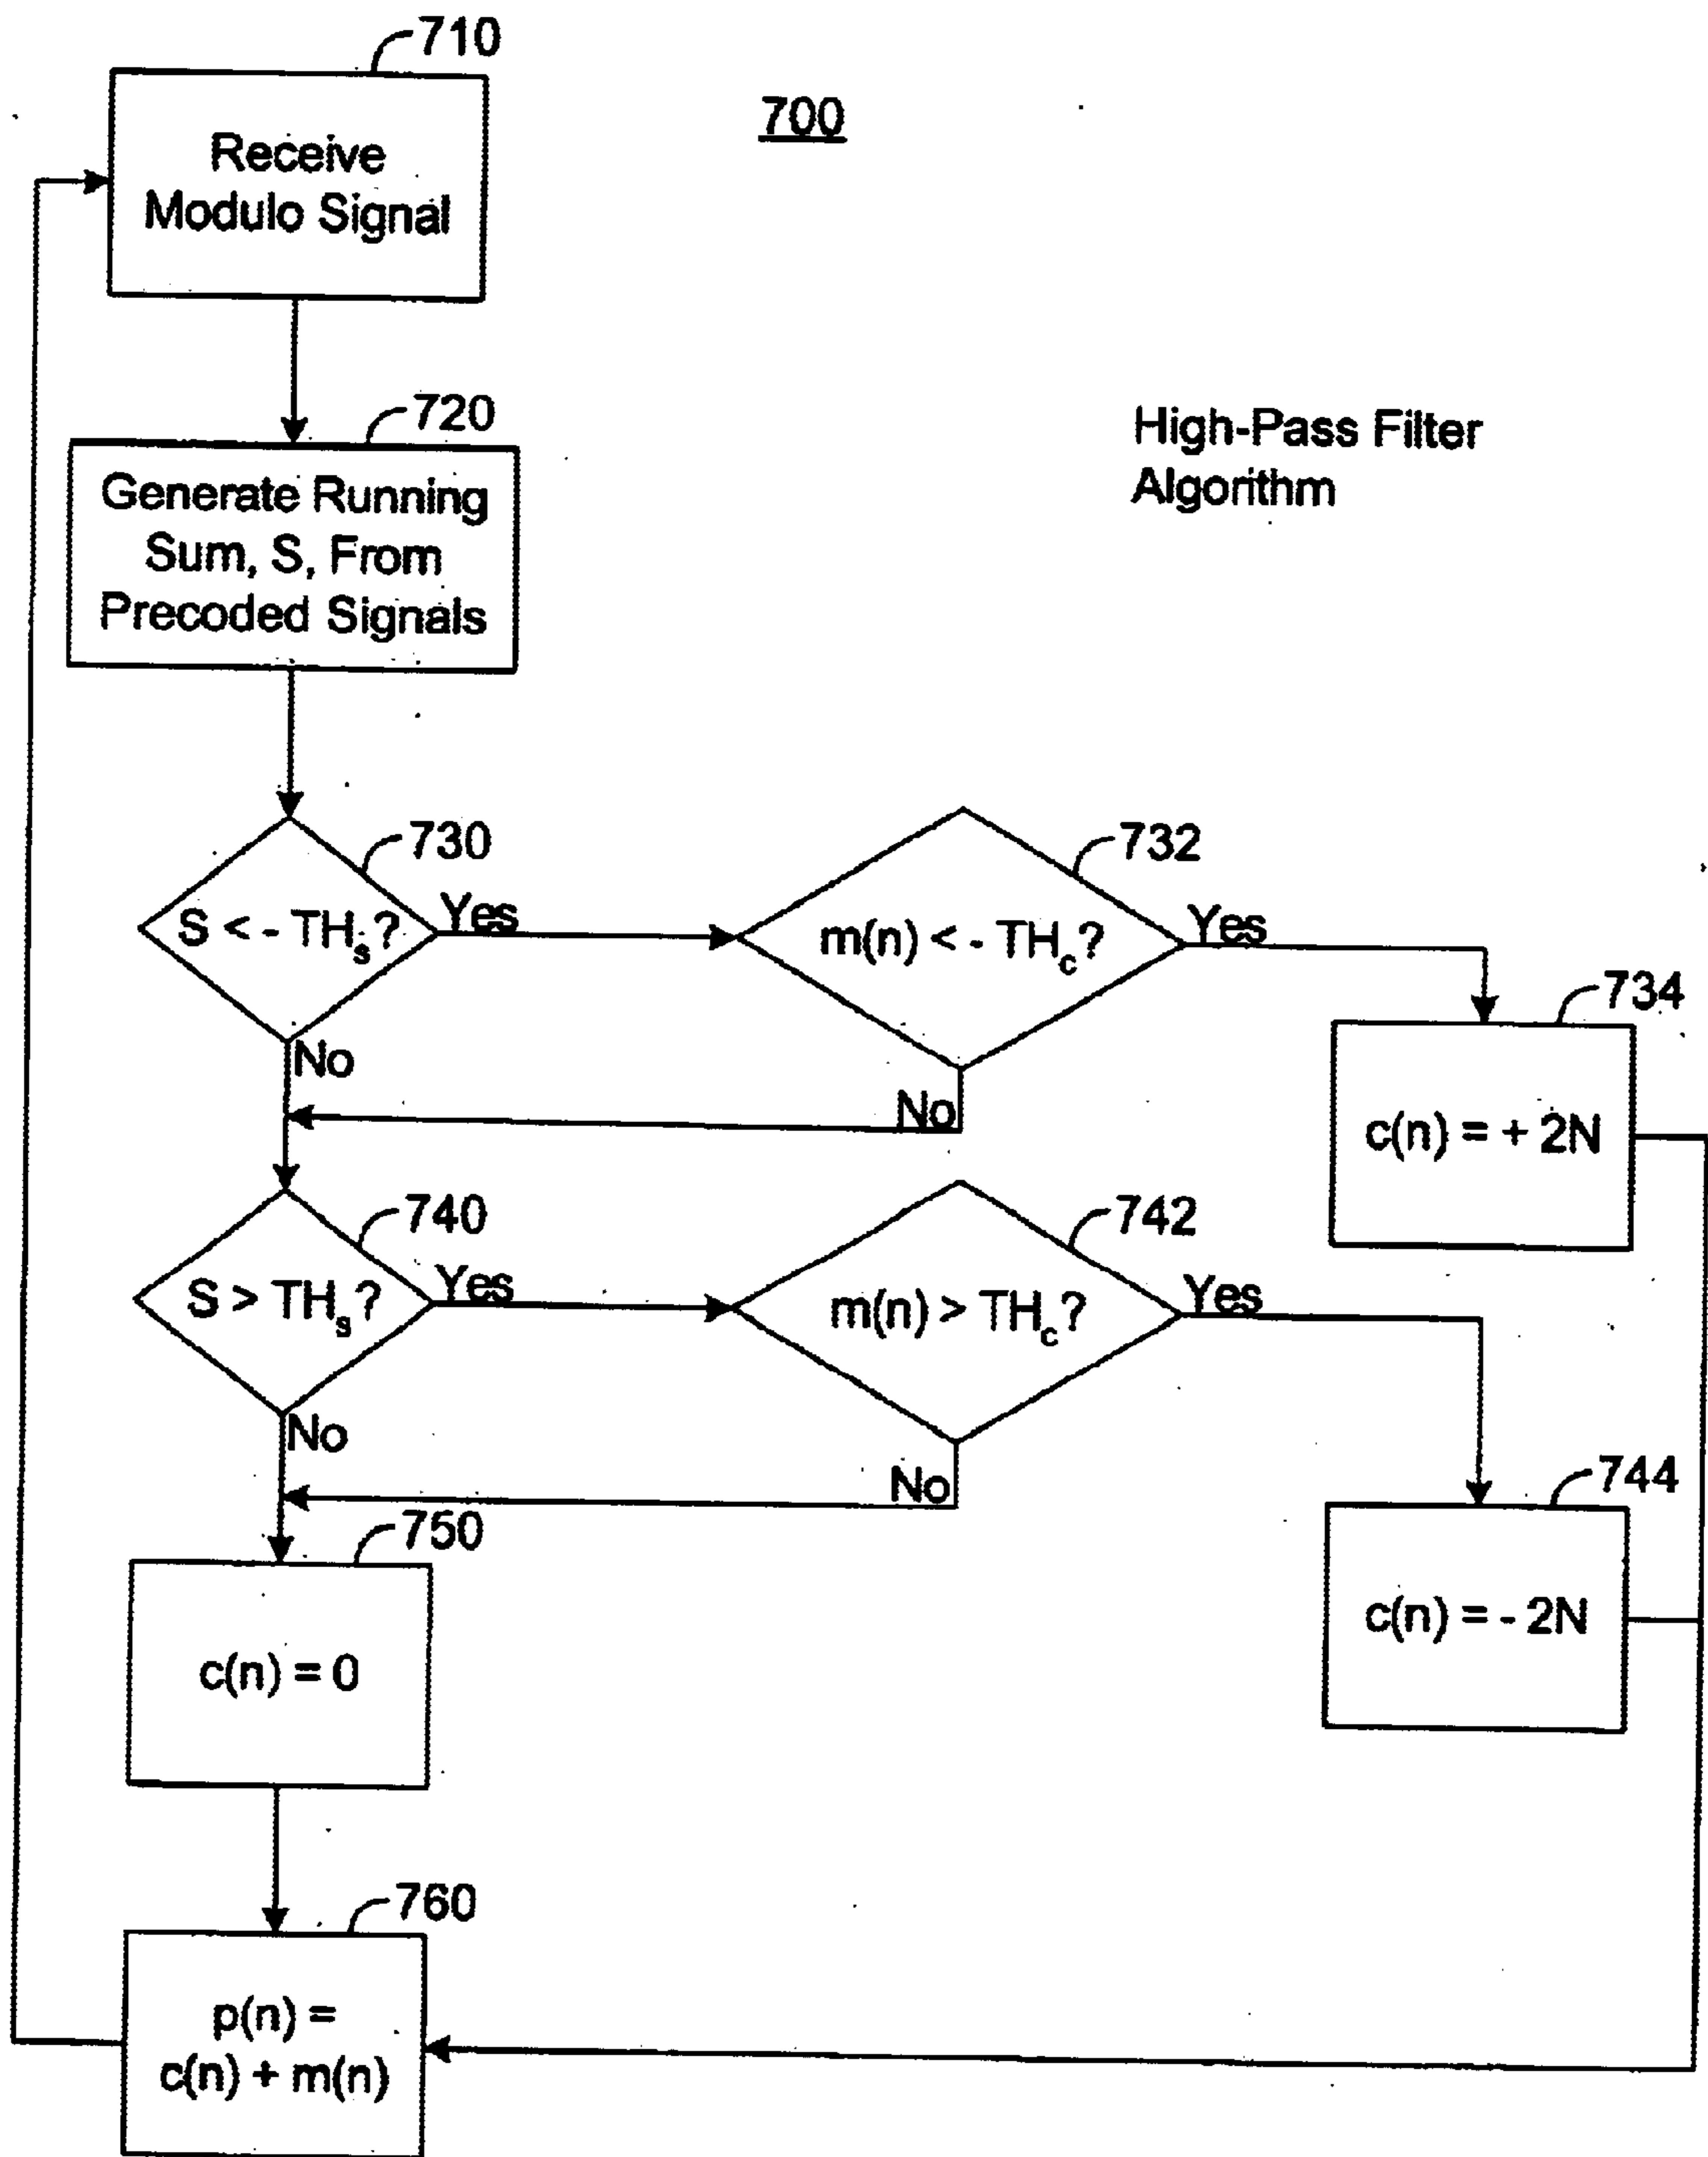 710
700
Receive
Modulo Signal
720
High-Pass Filter
Algorithm
Generate Running
Sum, S, From
Precoded Signals
730
S < - THs?
Yes
No
732
m(n) < - THc?
Yes
No
734
c(n) = + 2N
740
S > THs?
Yes
No
742
m(n) > THc?
Yes
No
744
c(n) = - 2N
750
c(n) = 0
760
p(n) =
c(n) + m(n)